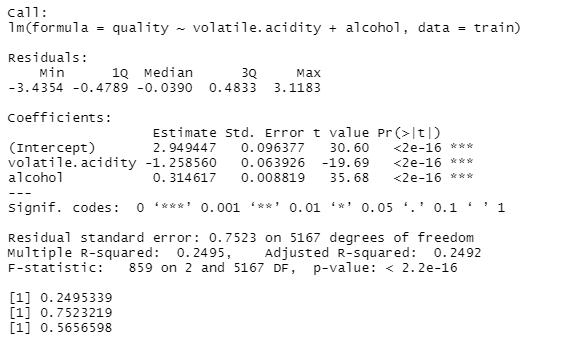 Call:
lm(formula = quality ~ volatile.acidity + alcohol, data = train)
Residuals:
Min 1Q Median 3Q Max
-3.4354 -0.4789 -0.0390 0.4833 3.1183
Coefficients:
Estimate Std. Error t value Pr(>|t|)
(Intercept) 2.949447 0.096377 30.60 <2e-16 ***
volatile.acidity -1.258560 0.063926 -19.69 <2e-16 ***
alcohol 0.314617 0.008819 35.68 <2e-16 ***
---
Signif. codes: 0 ‘***’ 0.001 ‘**’ 0.01 ‘*’ 0.05 ‘.’ 0.1 ‘ ’ 1
Residual standard error: 0.7523 on 5167 degrees of freedom
Multiple R-squared: 0.2495, Adjusted R-squared: 0.2492
F-statistic: 859 on 2 and 5167 DF, p-value: < 2.2e-16
[1] 0.2495339
[1] 0.7523219
[1] 0.5656598